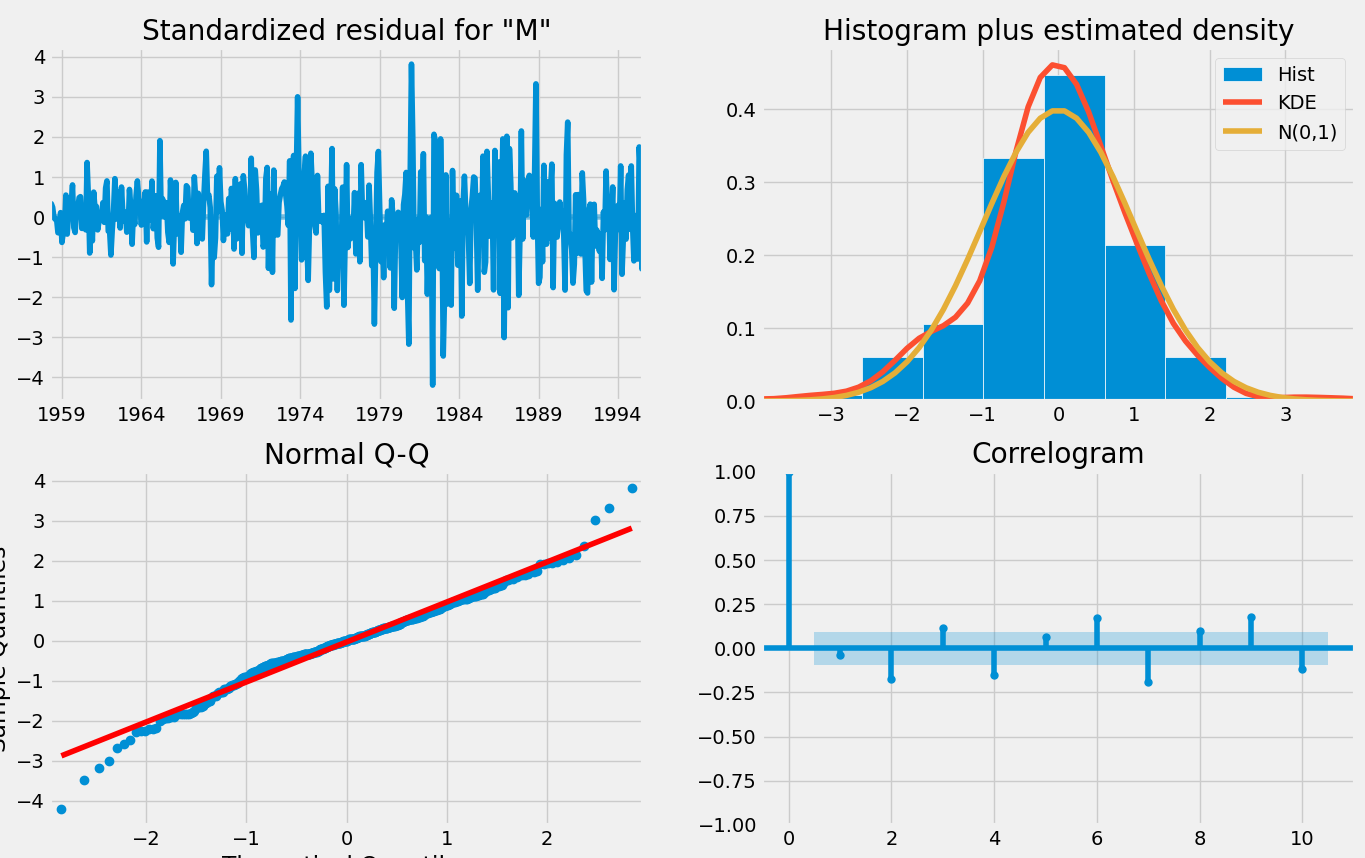 Standardized residual for "M"
4
3
2
1
0
−1
−2
−3
−4
1959 1964 1969 1974 1979 1984 1989 1994
Histogram plus estimated density
Hist
KDE
N(0,1)
0.4
0.3
0.2
0.1
0.0
−3 −2 −1 0 1 2 3
Normal Q-Q
4
3
2
1
0
−1
−2
−3
−4
−2 −1 0 1 2
Correlogram
1.00
0.75
0.50
0.25
0.00
−0.25
−0.50
−0.75
−1.00
0 2 4 6 8 10